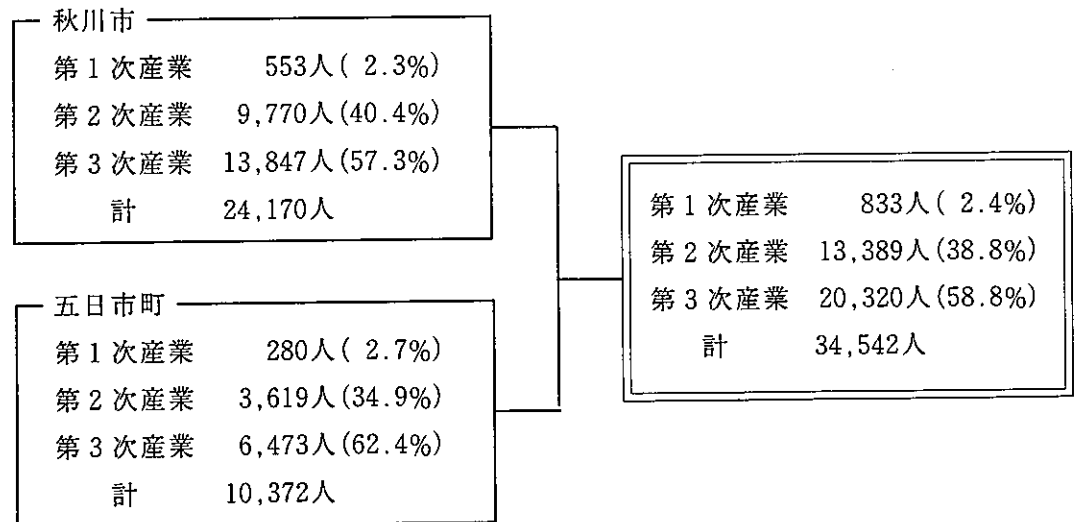 秋川市
第1次産業 553人( 2.3%)
第2次産業 9,770人(40.4%)
第3次産業 13,847人(57.3%)
計 24,170人
五日市町
第1次産業 280人( 2.7%)
第2次産業 3,619人(34.9%)
第3次産業 6,473人(62.4%)
計 10,372人
第1次産業 833人( 2.4%)
第2次産業 13,389人(38.8%)
第3次産業 20,320人(58.8%)
計 34,542人